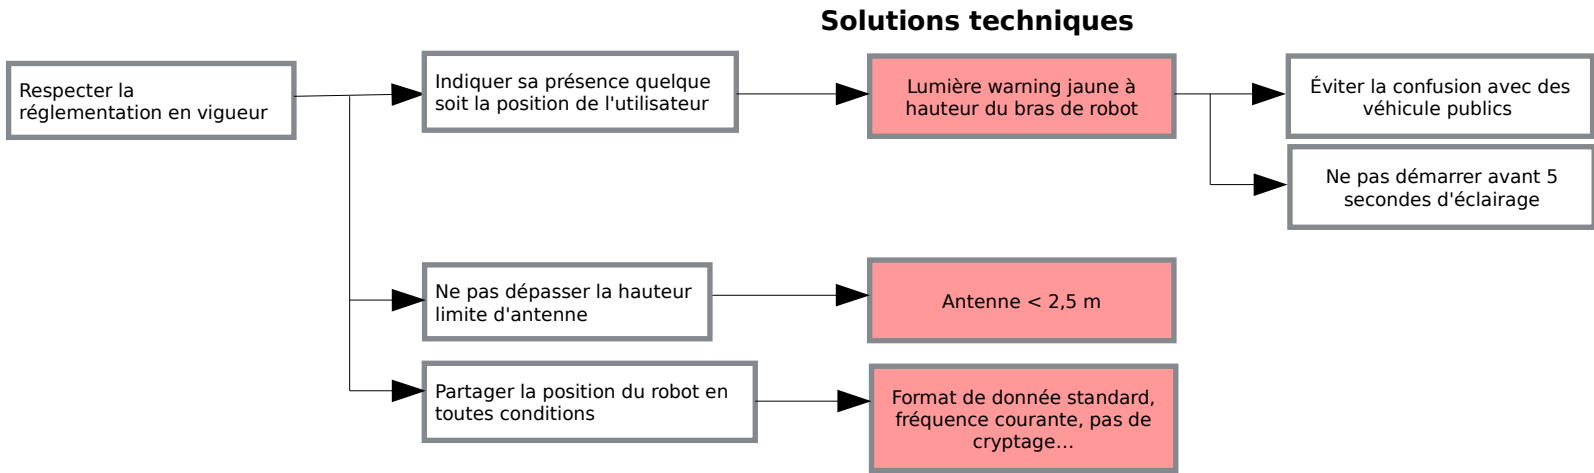 Solutions techniques
Respecter la
réglementation en vigueur
Indiquer sa présence quelque
soit la position de l'utilisateur
Lumière warning jaune à
hauteur du bras de robot
Éviter la confusion avec des
véhicule publics
Ne pas démarrer avant 5
secondes d'éclairage
Ne pas dépasser la hauteur
limite d'antenne
Antenne < 2,5 m
Partager la position du robot en
toutes conditions
Format de donnée standard,
fréquence courante, pas de
cryptage…